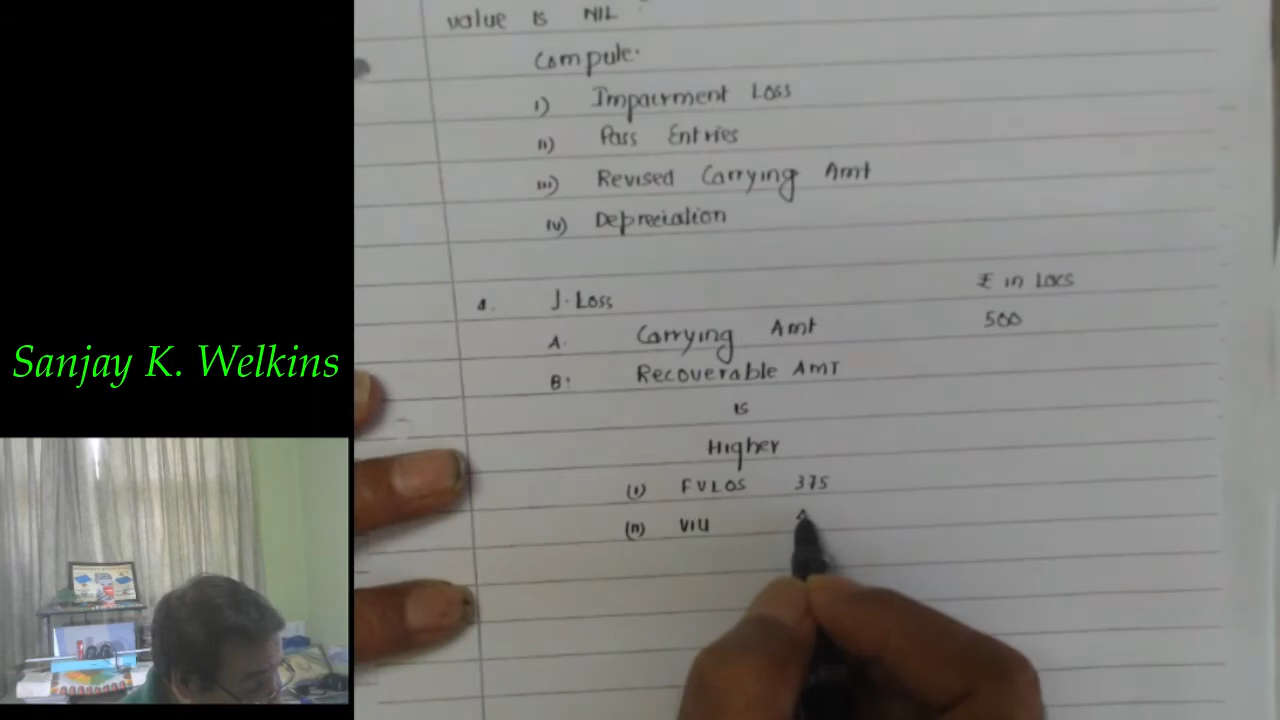 value is NIL
Compute.
i) Impairment Loss
ii) Pass Entries
iii) Revised Carrying Amt
iv) Depreciation
₹ in Lacs
1. I. Loss
A. Carrying Amt 500
B. Recoverable AMT
is
Higher
(i) FVLOS 375
(ii) VIU
Sanjay K. Welkins